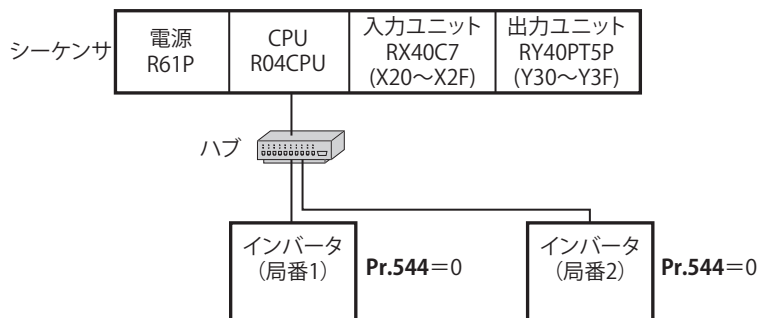 シーケンサ
電源
R61P
CPU
R04CPU
入力ユニット
RX40C7
(X20～X2F)
出力ユニット
RY40PT5P
(Y30～Y3F)
ハブ
インバータ
(局番1)
Pr.544＝0
インバータ
(局番2)
Pr.544＝0